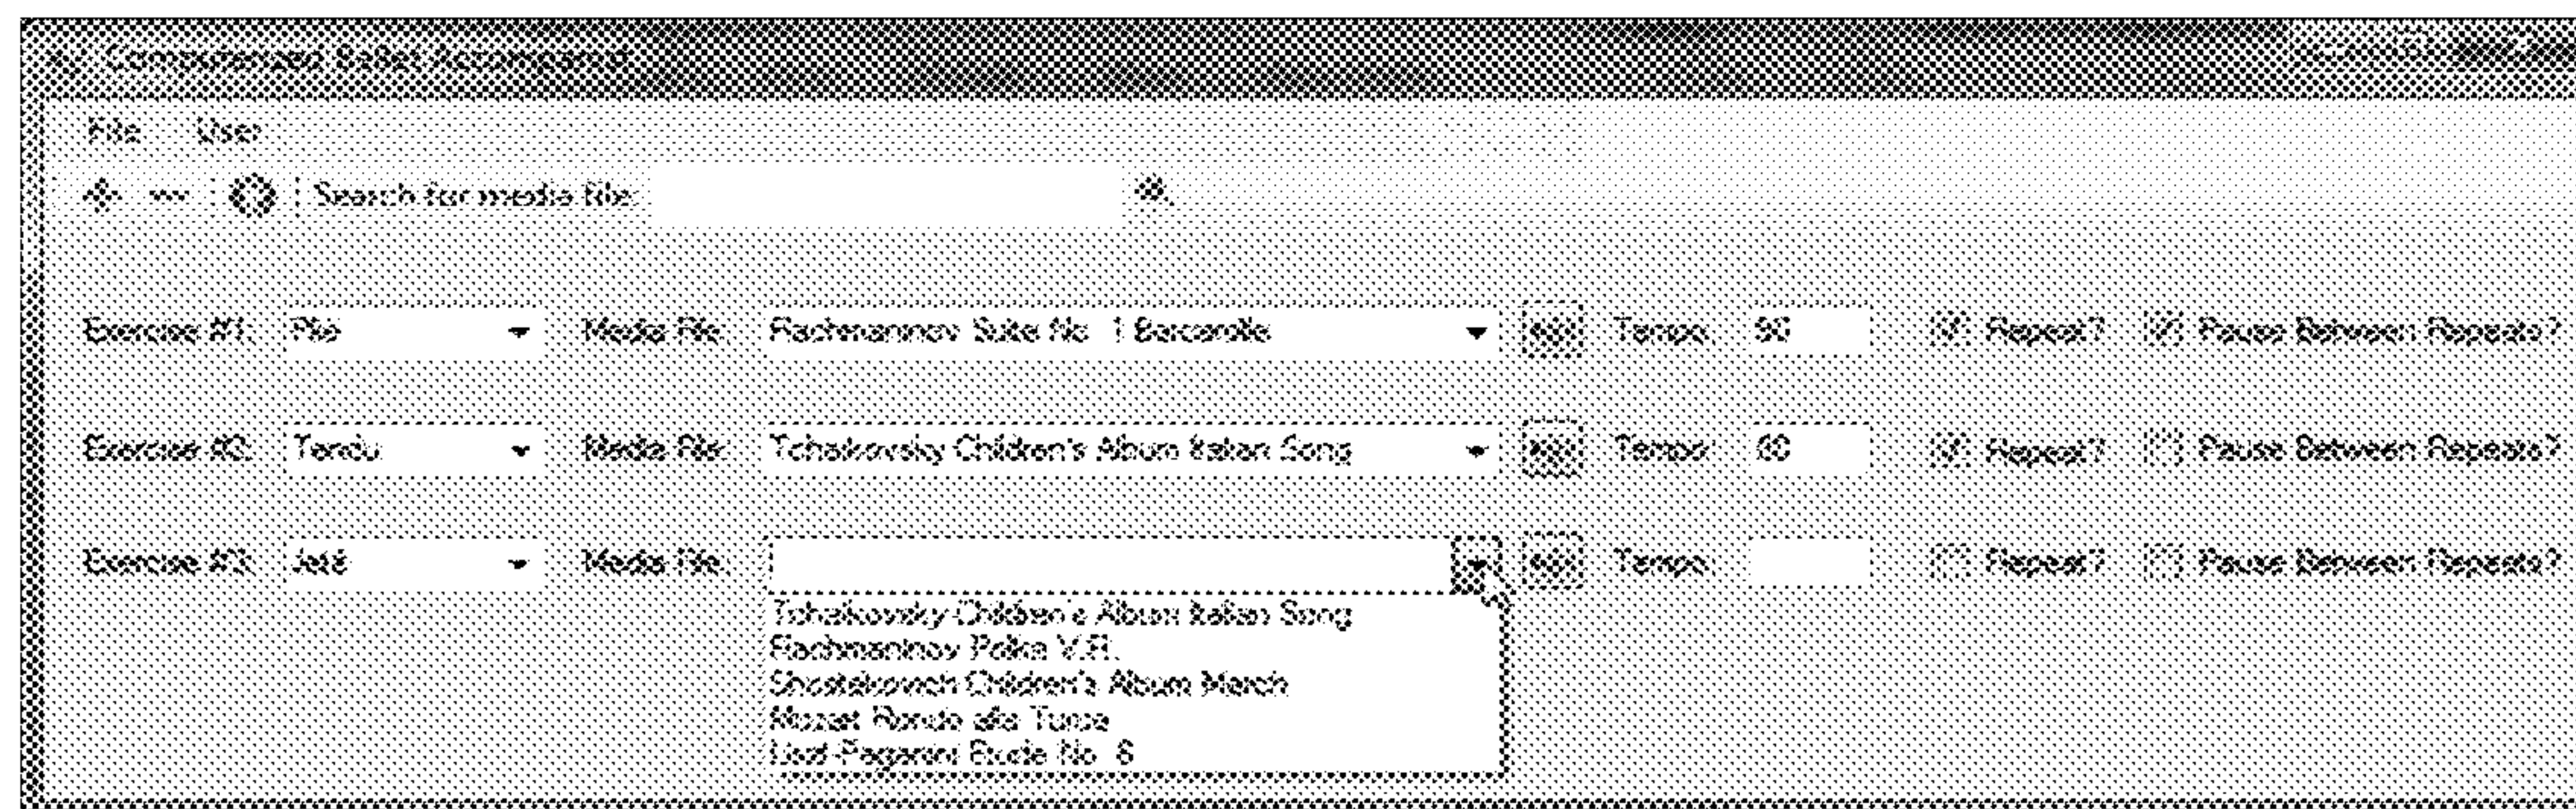 Computerized Ballet Accompanist
File User
Search for media file:
Exercise #1: Plié Media File: Rachmaninov Suite No. 1 Barcarolle Tempo: Repeat? Pause Between Repeats?
Exercise #2: Tendu Media File: Tchaikovsky Children's Album Italian Song Tempo: 60 Repeat? Pause Between Repeats?
Exercise #3: Jeté Media File: Tempo: Repeat? Pause Between Repeats?
Tchaikovsky Children's Album Italian Song
Rachmaninov Polka V.R.
Shostakovich Children's Album March
Mozart Rondo alla Turca
Liszt-Paganini Etude No. 6